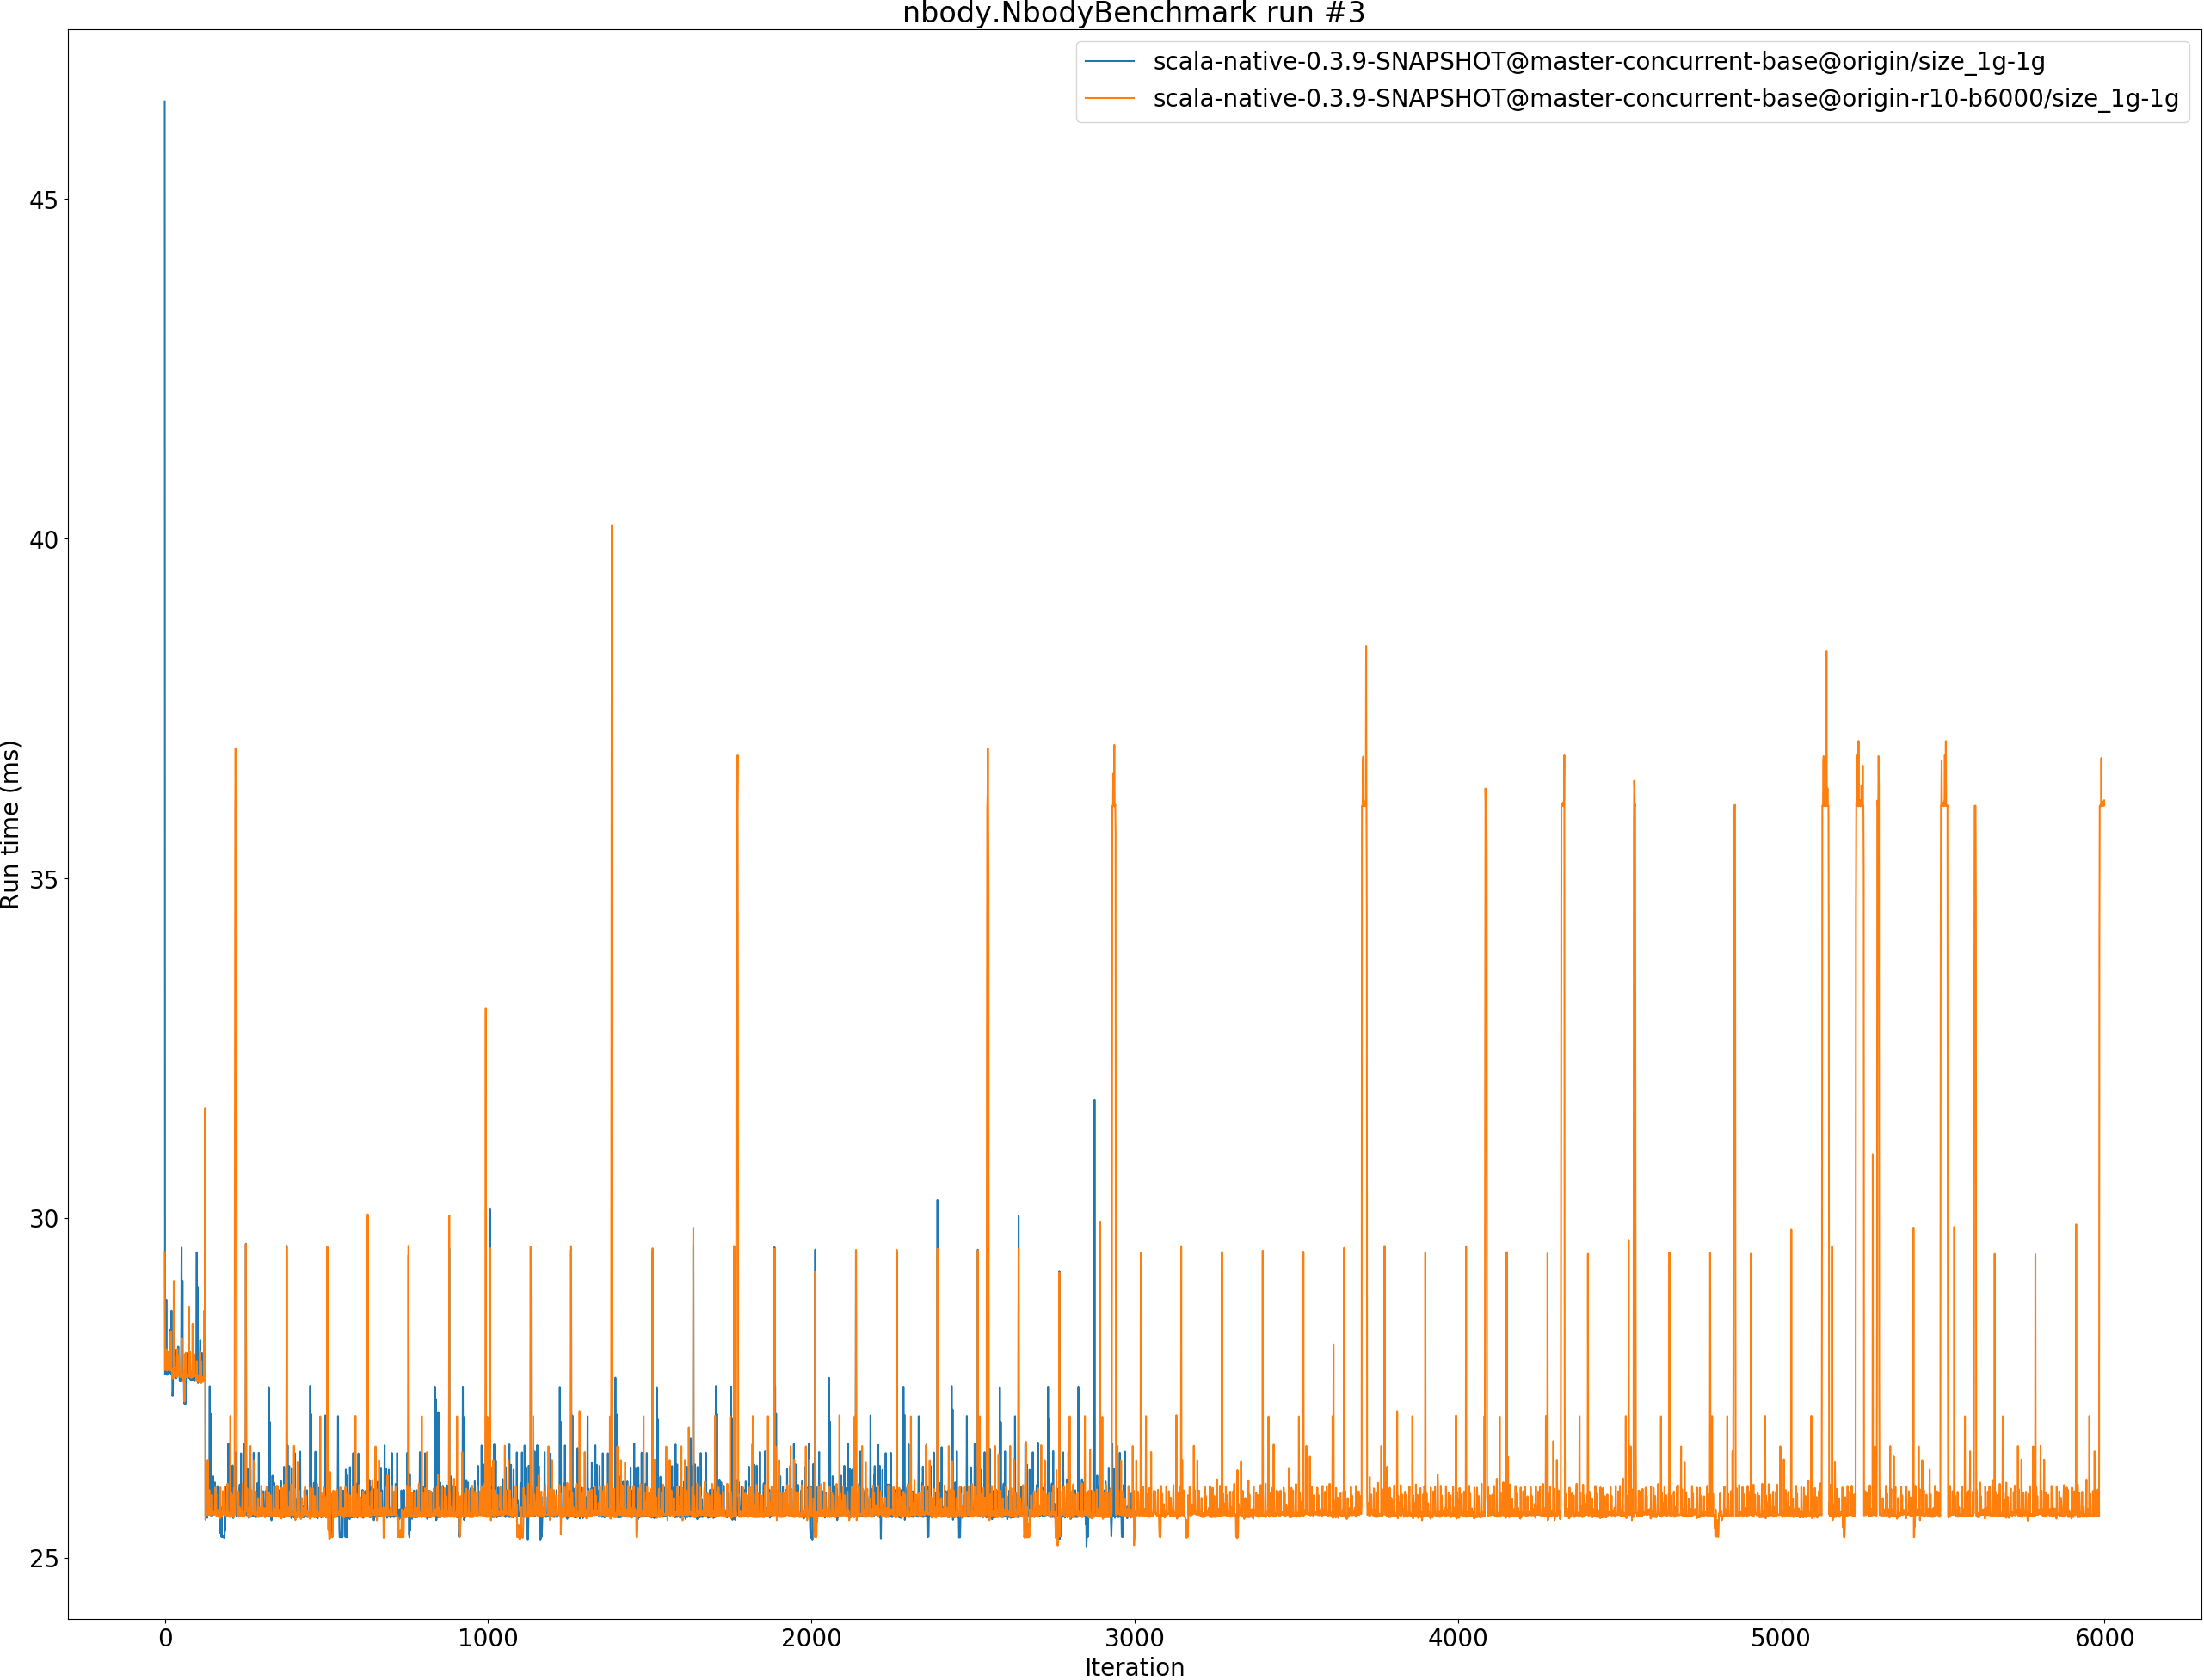 nbody.NbodyBenchmark run #3
scala-native-0.3.9-SNAPSHOT@master-concurrent-base@origin/size_1g-1g
scala-native-0.3.9-SNAPSHOT@master-concurrent-base@origin-r10-b6000/size_1g-1g
45
40
35
30
25
Run time (ms)
0 1000 2000 3000 4000 5000 6000
Iteration